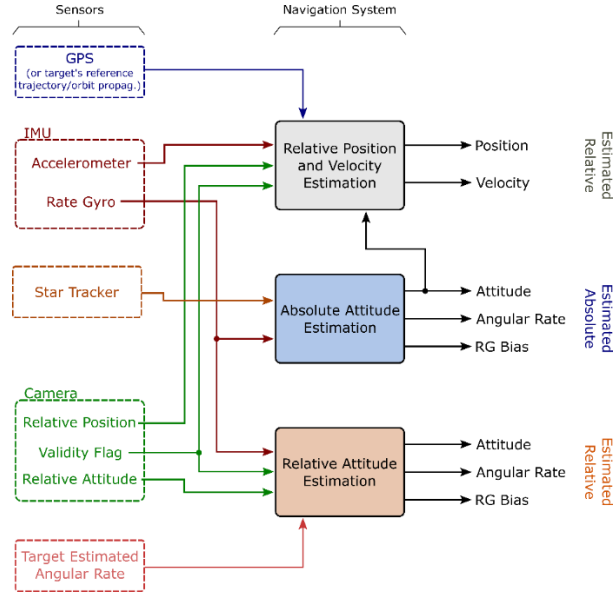 Sensors
Navigation System
GPS
(or target's reference
trajectory/orbit propag.)
IMU
Accelerometer
Rate Gyro
Relative Position
and Velocity
Estimation
Position
Velocity
Estimated
Relative
Star Tracker
Absolute Attitude
Estimation
Attitude
Angular Rate
RG Bias
Estimated
Absolute
Camera
Relative Position
Validity Flag
Relative Attitude
Relative Attitude
Estimation
Attitude
Angular Rate
RG Bias
Estimated
Relative
Target Estimated
Angular Rate